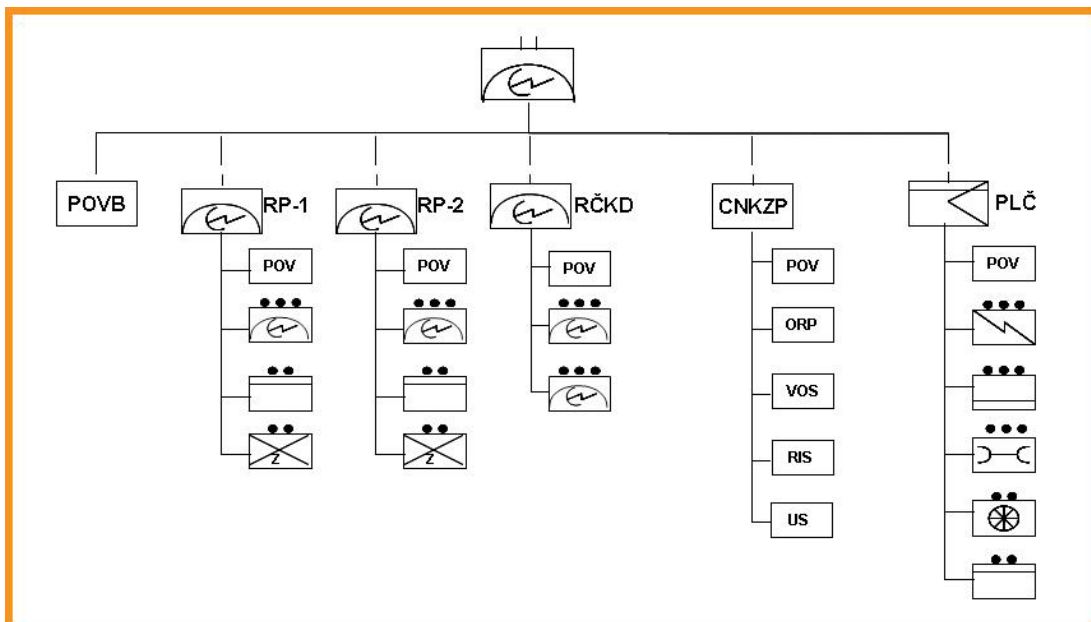 POVB
RP-1
RP-2
RČKD
CNKZP
PLČ
POV
POV
POV
POV
POV
ORP
VOS
Z
Z
RIS
US